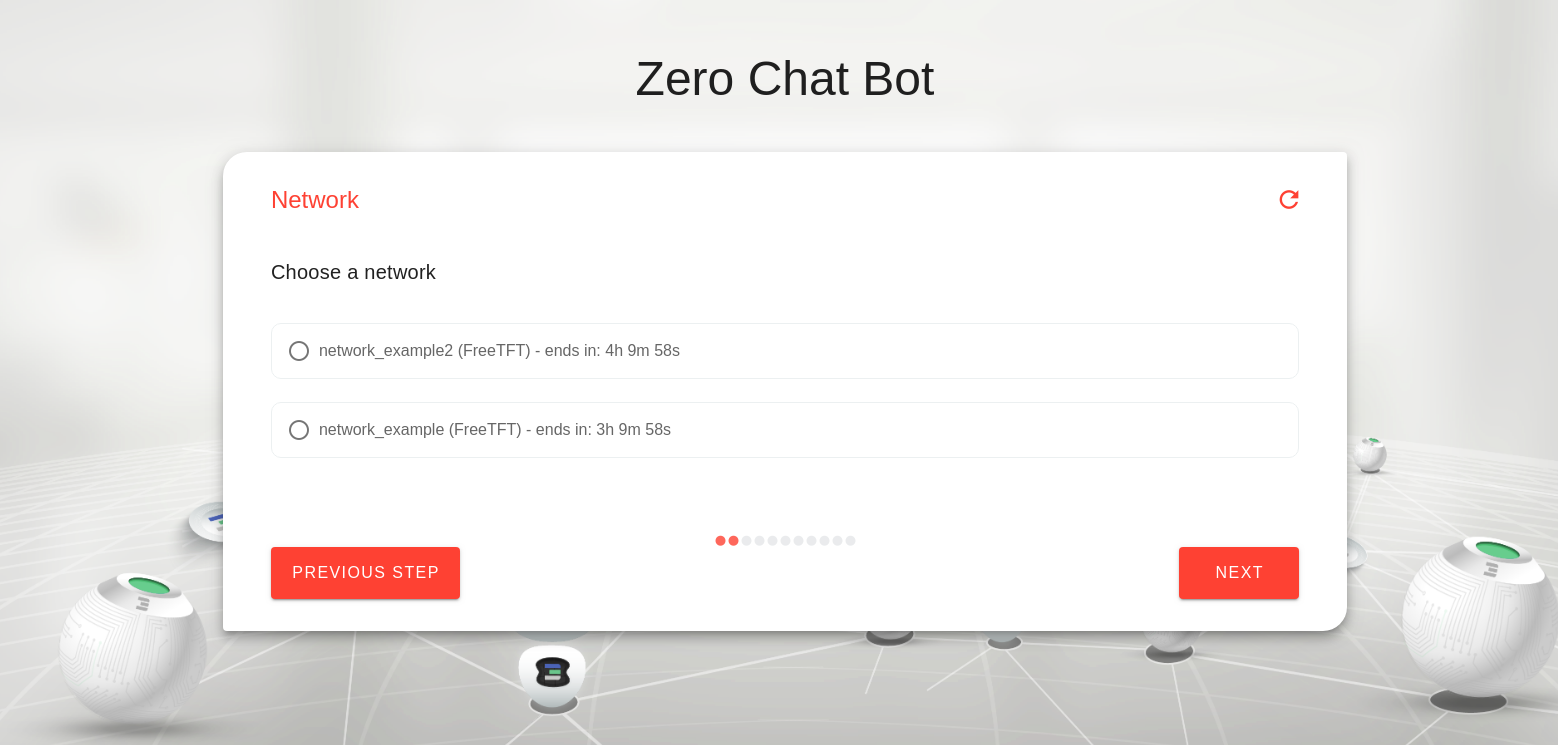 Zero Chat Bot
Network
Choose a network
network_example2 (FreeTFT) - ends in: 4h 9m 58s
network_example (FreeTFT) - ends in: 3h 9m 58s
PREVIOUS STEP
NEXT